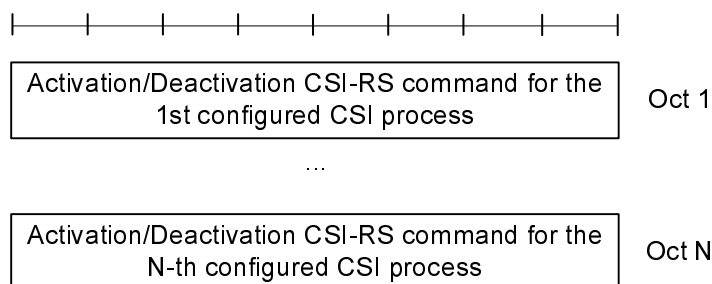 Activation/Deactivation CSI-RS command for the
1st configured CSI process
Oct 1
...
Activation/Deactivation CSI-RS command for the
N-th configured CSI process
Oct N